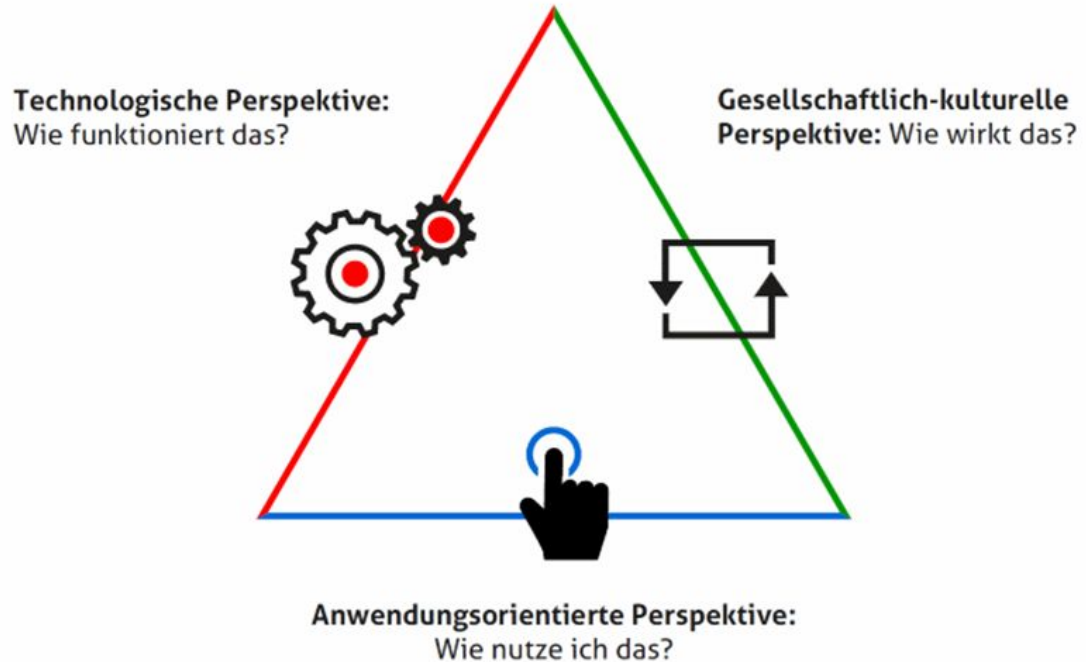 Technologische Perspektive:
Wie funktioniert das?
Gesellschaftlich-kulturelle
Perspektive: Wie wirkt das?
Anwendungsorientierte Perspektive:
Wie nutze ich das?